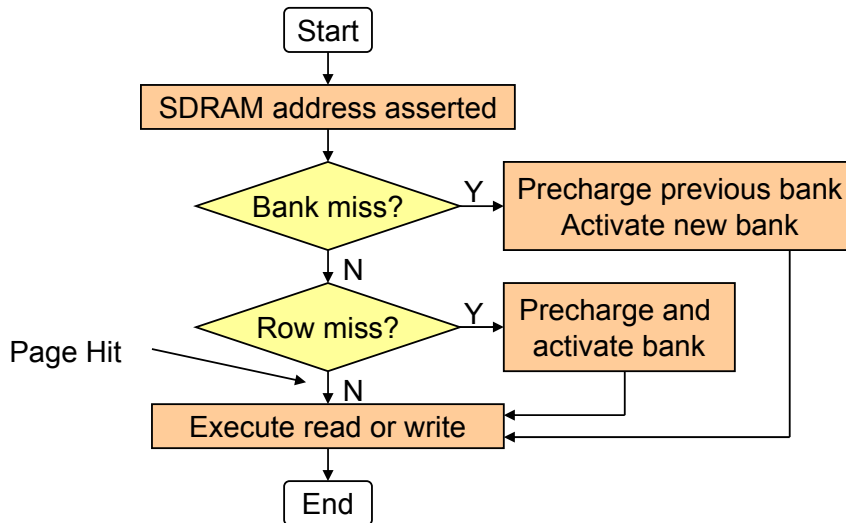 Start
SDRAM address asserted
Bank miss?
Y
Precharge previous bank
Activate new bank
N
Row miss?
Y
Precharge and
activate bank
Page Hit
N
Execute read or write
End